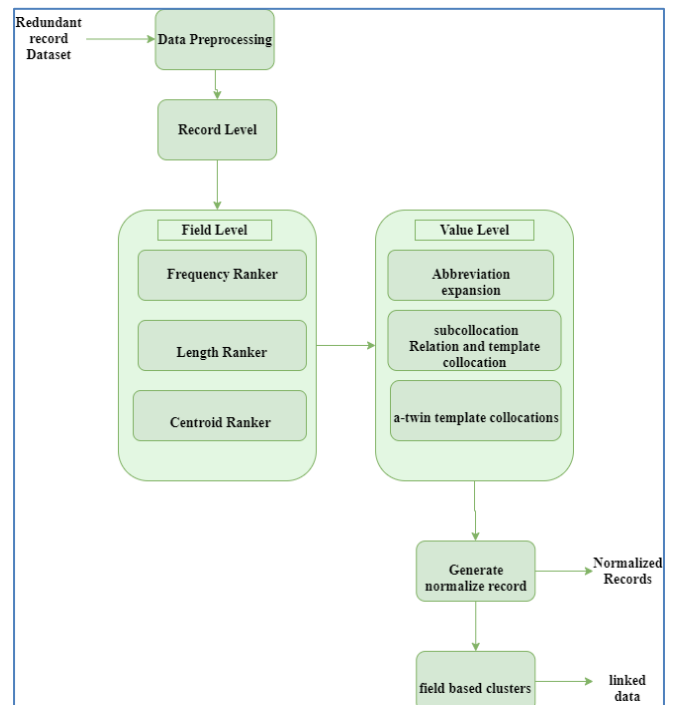 Redundant
record
Dataset
Data Preprocessing
Record Level
Field Level
Frequency Ranker
Length Ranker
Centroid Ranker
Value Level
Abbreviation
expansion
subcollocation
Relation and template
collocation
a-twin template collocations
Generate
normalize record
Normalized
Records
field based clusters
linked
data